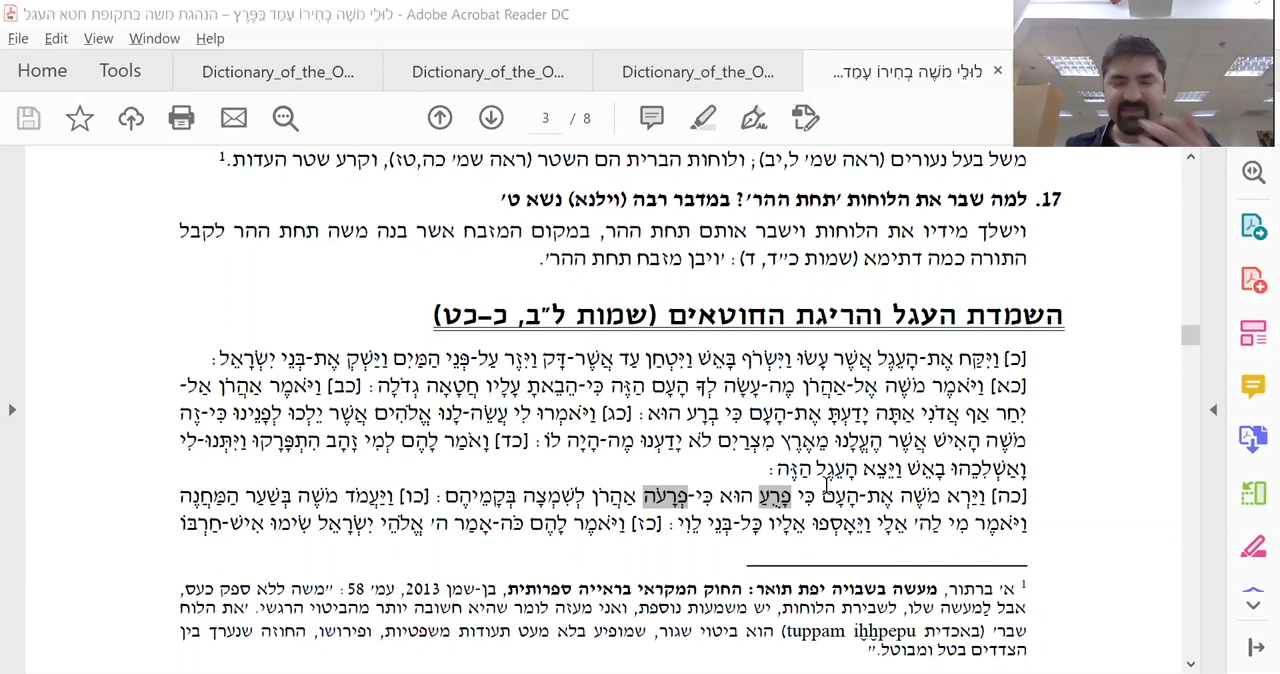 לוּלֵי מֹשֶׁה בְחִירוֹ עָמַד בַּפֶּרֶץ – הנהגת משה בתקופת חטא העגל - Adobe Acrobat Reader DC
File Edit View Window Help
Home Tools Dictionary_of_the_O... Dictionary_of_the_O... Dictionary_of_the_O... לוּלֵי מֹשֶׁה בְחִירוֹ עָמַד...
3 / 8
משל בעל נעורים (ראה שמ׳ ל,יב); ולוחות הברית הם השטר (ראה שמ׳ כה,טז), וקרע שטר העדות.1
17. למה שבר את הלוחות ׳תחת ההר׳? במדבר רבה (וילנא) נשא ט׳
וישלך מידיו את הלוחות וישבר אותם תחת ההר, במקום המזבח אשר בנה משה תחת ההר לקבל
התורה כמה דתימא (שמות כ״ד, ד): ׳ויבן מזבח תחת ההר׳.
השמדת העגל והריגת החוטאים (שמות ל״ב, כ–כט)
[כ] וַיִּקַּח אֶת-הָעֵגֶל אֲשֶׁר עָשׂוּ וַיִּשְׂרֹף בָּאֵשׁ וַיִּטְחַן עַד אֲשֶׁר-דָּק וַיִּזֶר עַל-פְּנֵי הַמַּיִם וַיַּשְׁקְ אֶת-בְּנֵי יִשְׂרָאֵל:
[כא] וַיֹּאמֶר מֹשֶׁה אֶל-אַהֲרֹן מֶה-עָשָׂה לְךָ הָעָם הַזֶּה כִּי-הֵבֵאתָ עָלָיו חֲטָאָה גְדֹלָה: [כב] וַיֹּאמֶר אַהֲרֹן אַל-
יִחַר אַף אֲדֹנִי אַתָּה יָדַעְתָּ אֶת-הָעָם כִּי בְרָע הוּא: [כג] וַיֹּאמְרוּ לִי עֲשֵׂה-לָנוּ אֱלֹהִים אֲשֶׁר יֵלְכוּ לְפָנֵינוּ כִּי-זֶה
מֹשֶׁה הָאִישׁ אֲשֶׁר הֶעֱלָנוּ מֵאֶרֶץ מִצְרַיִם לֹא יָדַעְנוּ מֶה-הָיָה לוֹ: [כד] וָאֹמַר לָהֶם לְמִי זָהָב הִתְפָּרָקוּ וַיִּתְּנוּ-לִי
וָאַשְׁלִכֵהוּ בָאֵשׁ וַיֵּצֵא הָעֵגֶל הַזֶּה:
[כה] וַיַּרְא מֹשֶׁה אֶת-הָעָם כִּי פָרֻעַ הוּא כִּי-פְרָעֹה אַהֲרֹן לְשִׁמְצָה בְּקָמֵיהֶם: [כו] וַיַּעֲמֹד מֹשֶׁה בְּשַׁעַר הַמַּחֲנֶה
וַיֹּאמֶר מִי לַה׳ אֵלָי וַיֵּאָסְפוּ אֵלָיו כָּל-בְּנֵי לֵוִי: [כז] וַיֹּאמֶר לָהֶם כֹּה-אָמַר ה׳ אֱלֹהֵי יִשְׂרָאֵל שִׂימוּ אִישׁ-חַרְבּוֹ
1 א׳ ברתור, מעשה בשבויה יפת תואר: החוק המקראי בראייה ספרותית, בן-שמן 2013, עמ׳ 58: ״משה ללא ספק כעס,
אבל למעשה שלו, לשבירת הלוחות, יש משמעות נוספת, ואני מעזה לומר שהיא חשובה יותר מהביטוי הרגשי. ׳את הלוח
שבר׳ (באכדית tuppam iḫḫpepu) הוא ביטוי שגור, שמופיע בלא מעט תעודות משפטיות, ופירושו, החוזה שנערך בין
הצדדים בטל ומבוטל.״